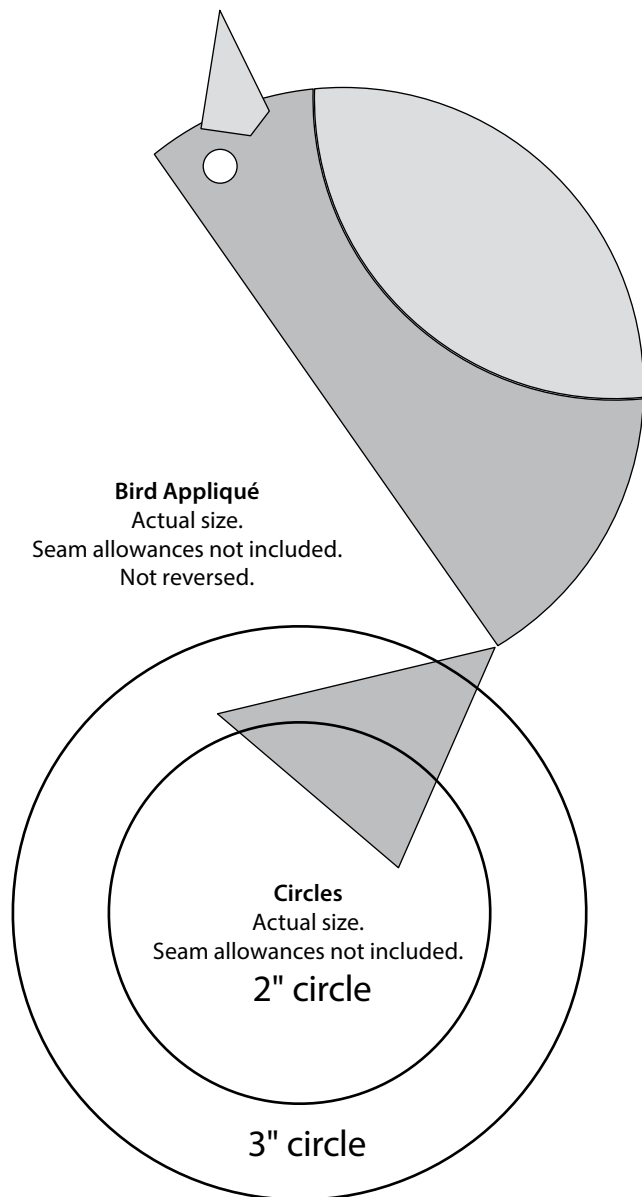 Bird Appliqué
Actual size.
Seam allowances not included.
Not reversed.
Circles
Actual size.
Seam allowances not included.
2" circle
3" circle